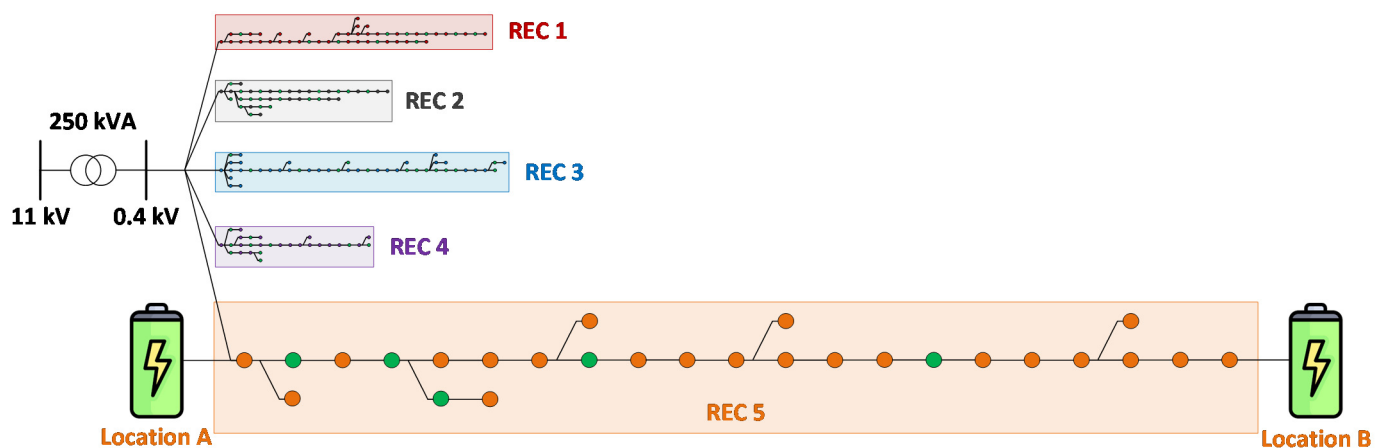 REC 1
REC 2
250 kVA
REC 3
11 kV
0.4 kV
REC 4
REC 5
Location A
Location B